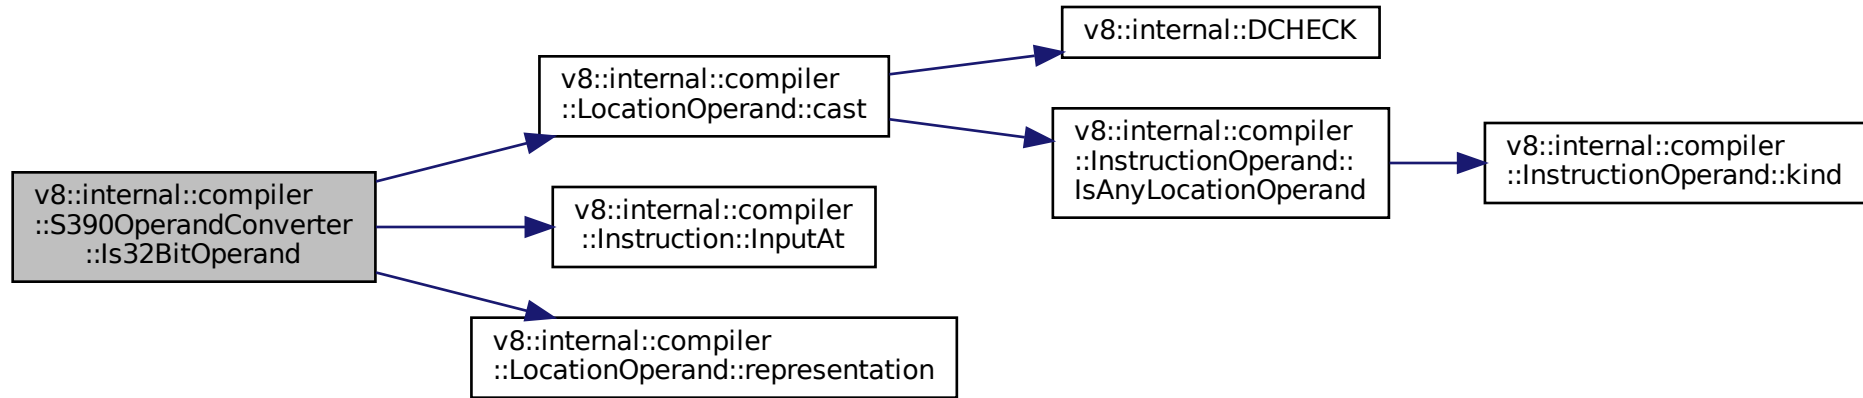 v8::internal::compiler
::S390OperandConverter
::Is32BitOperand
v8::internal::compiler
::LocationOperand::cast
v8::internal::compiler
::Instruction::InputAt
v8::internal::compiler
::LocationOperand::representation
v8::internal::DCHECK
v8::internal::compiler
::InstructionOperand::
IsAnyLocationOperand
v8::internal::compiler
::InstructionOperand::kind